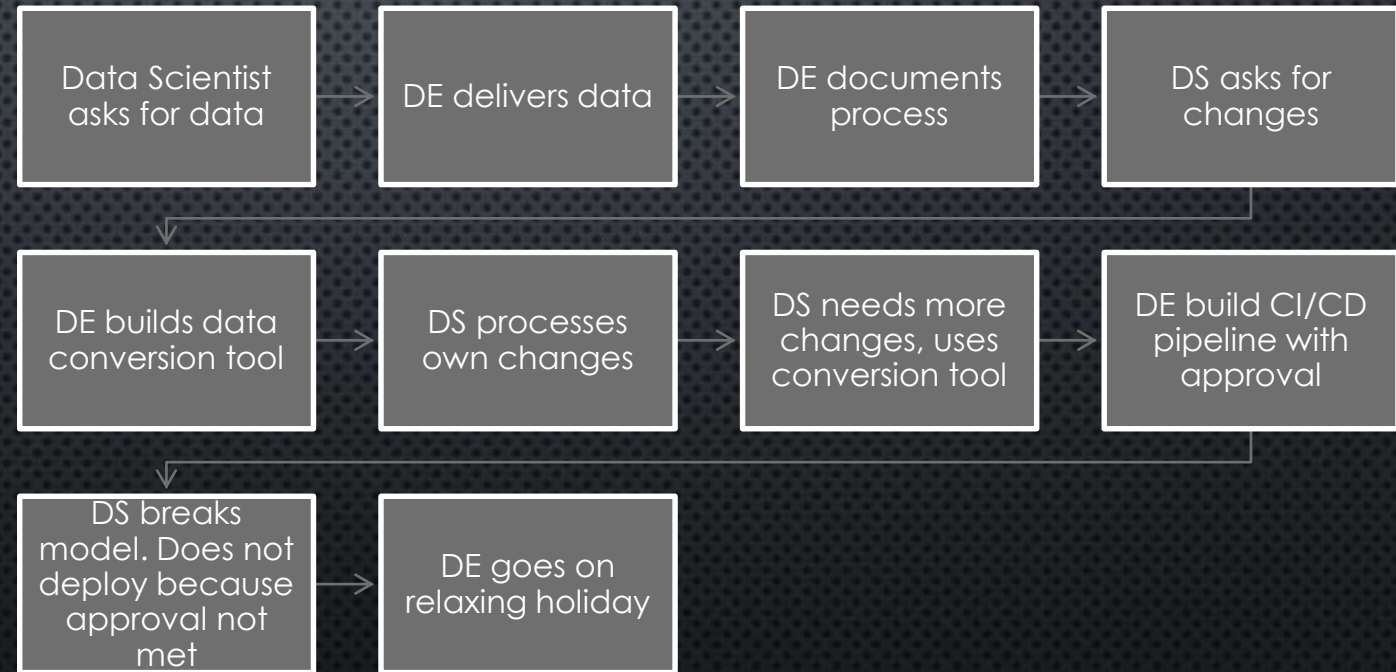 Data Scientist
asks for data
DE delivers data
DE documents
process
DS asks for
changes
DE builds data
conversion tool
DS processes
own changes
DS needs more
changes, uses
conversion tool
DE build CI/CD
pipeline with
approval
DS breaks
model. Does not
deploy because
approval not
met
DE goes on
relaxing holiday